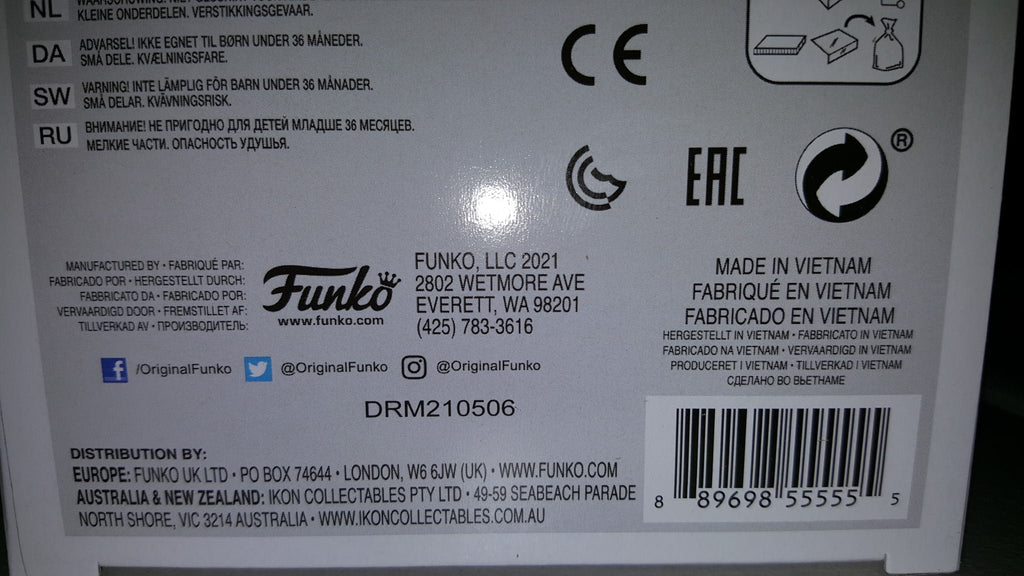 NL
KLEINE ONDERDELEN. VERSTIKKINGSGEVAAR.
DA ADVARSEL! IKKE EGNET TIL BØRN UNDER 36 MÅNEDER.
SMÅ DELE. KVÆLNINGSFARE.
SW VARNING! INTE LÄMPLIG FÖR BARN UNDER 36 MÅNADER.
SMÅ DELAR. KVÄVNINGSRISK.
RU ВНИМАНИЕ! НЕ ПРИГОДНО ДЛЯ ДЕТЕЙ МЛАДШЕ 36 МЕСЯЦЕВ.
МЕЛКИЕ ЧАСТИ. ОПАСНОСТЬ УДУШЬЯ.
CE
EAC
®
MANUFACTURED BY • FABRIQUÉ PAR:
FABRICADO POR • HERGESTELLT DURCH:
FABBRICATO DA • FABRICADO POR:
VERVAARDIGD DOOR • FREMSTILLET AF:
TILLVERKAD AV • ПРОИЗВОДИТЕЛЬ:
Funko
www.funko.com
FUNKO, LLC 2021
2802 WETMORE AVE
EVERETT, WA 98201
(425) 783-3616
MADE IN VIETNAM
FABRIQUÉ EN VIETNAM
FABRICADO EN VIETNAM
HERGESTELLT IN VIETNAM • FABBRICATO IN VIETNAM
FABRICADO NA VIETNAM • VERVAARDIGD IN VIETNAM
PRODUCERET I VIETNAM • TILLVERKAD I VIETNAM
СДЕЛАНО ВО ВЬЕТНАМЕ
/OriginalFunko @OriginalFunko @OriginalFunko
DRM210506
DISTRIBUTION BY:
EUROPE: FUNKO UK LTD • PO BOX 74644 • LONDON, W6 6JW (UK) • WWW.FUNKO.COM
AUSTRALIA & NEW ZEALAND: IKON COLLECTABLES PTY LTD • 49-59 SEABEACH PARADE
NORTH SHORE, VIC 3214 AUSTRALIA • WWW.IKONCOLLECTABLES.COM.AU
8 89698 55555 5